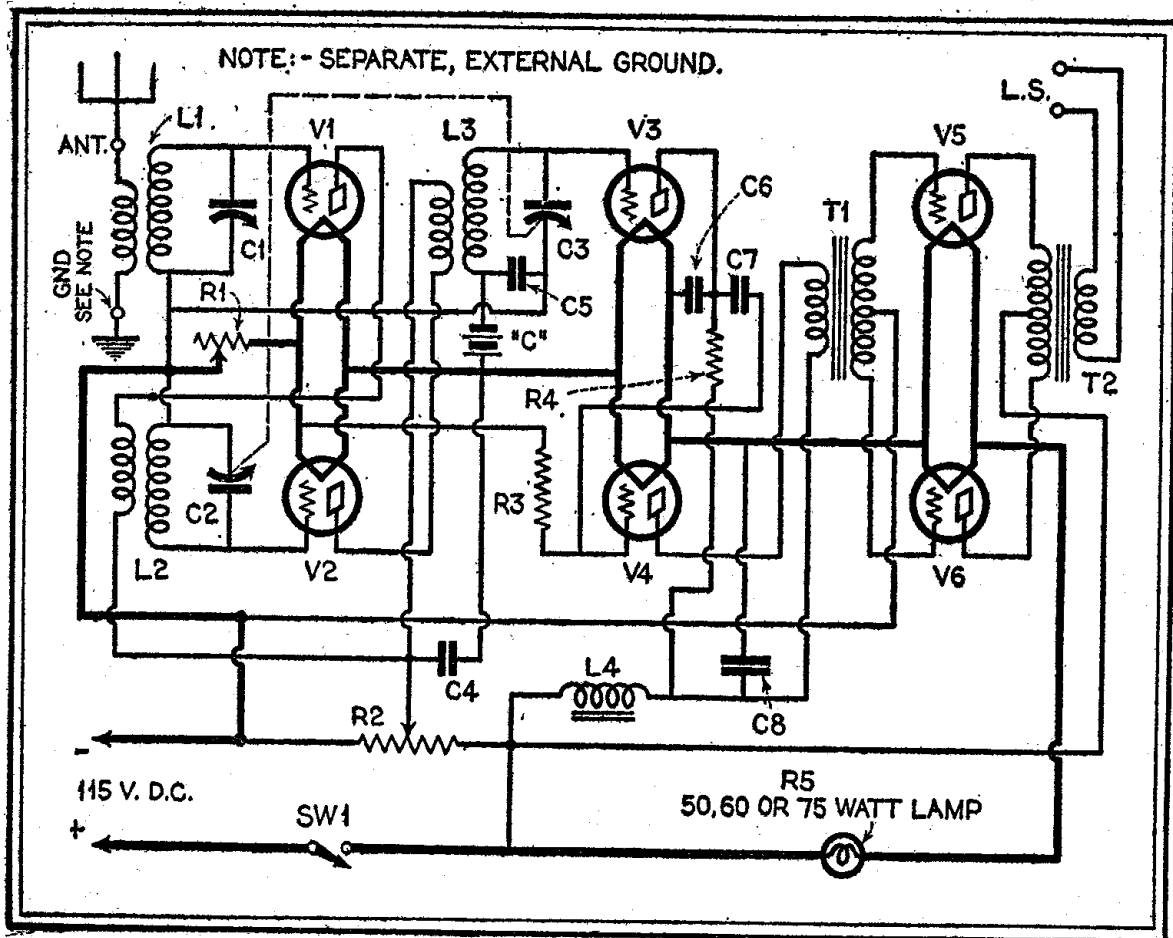 NOTE:- SEPARATE, EXTERNAL GROUND.
L.S.
L1.
V1
L3
V3
V5
ANT.
C6
T1
C1
C3
C7
GND
SEE NOTE
R1
C5
"C"
R4
T2
C2
R3
L2
V2
V4
V6
C4
L4
R2
C8
-
115 V. D.C.
+
SW1
R5
50, 60 OR 75 WATT LAMP